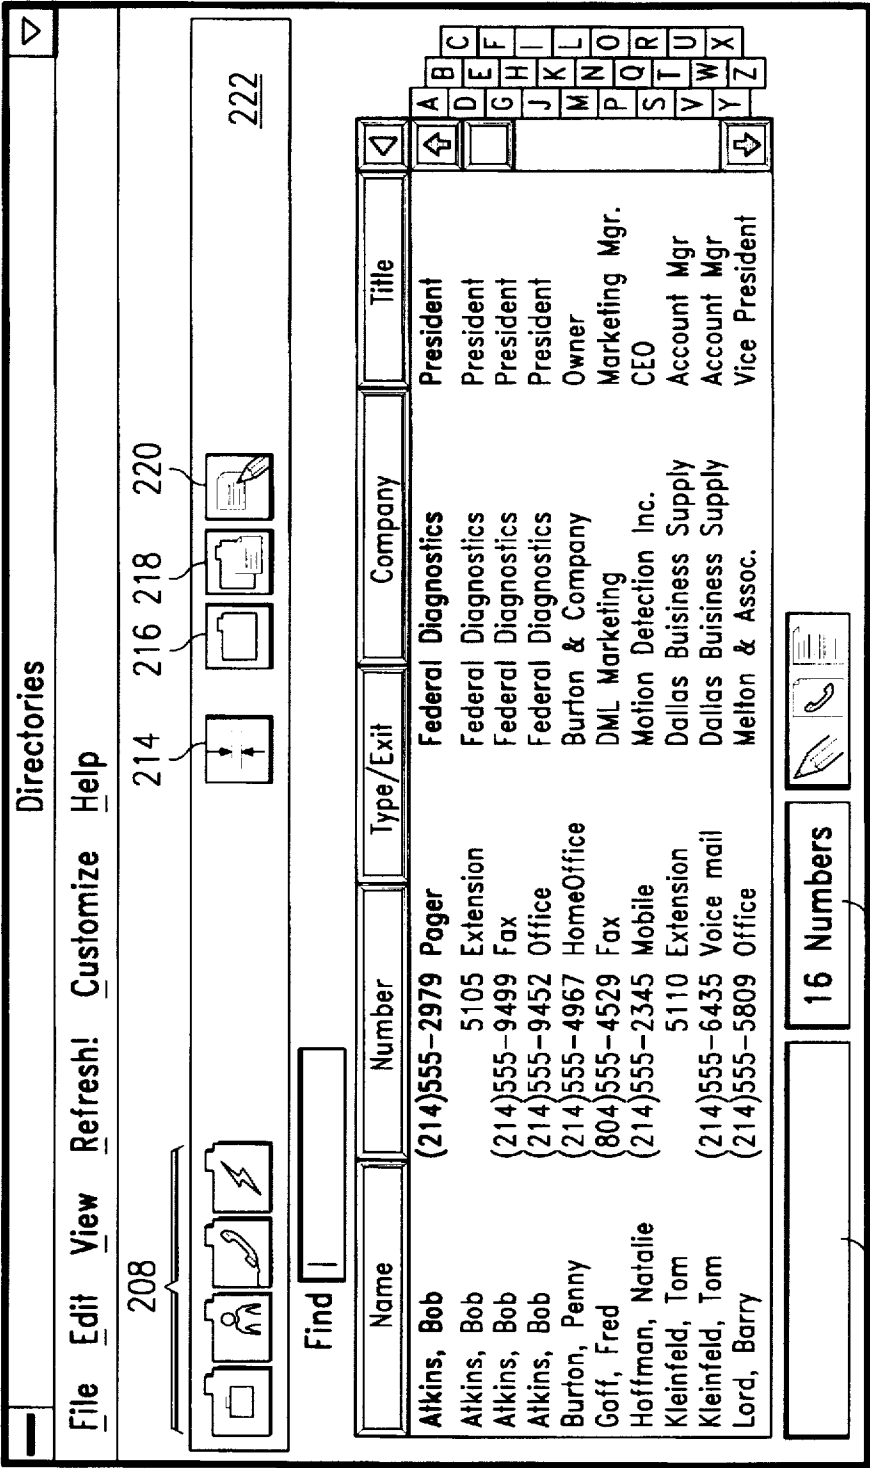 Directories
File Edit View Refresh! Customize Help
208 214 216 218 220
222
Find
Name Number Type/Exit Company Title
Atkins, Bob (214)555-2979 Pager Federal Diagnostics President
Atkins, Bob 5105 Extension Federal Diagnostics President
Atkins, Bob (214)555-9499 Fax Federal Diagnostics President
Atkins, Bob (214)555-9452 Office Federal Diagnostics President
Burton, Penny (214)555-4967 HomeOffice Burton & Company Owner
Goff, Fred (804)555-4529 Fax DML Marketing Marketing Mgr.
Hoffman, Natalie (214)555-2345 Mobile Motion Detection Inc. CEO
Kleinfeld, Tom 5110 Extension Dallas Buisiness Supply Account Mgr
Kleinfeld, Tom (214)555-6435 Voice mail Dallas Buisiness Supply Account Mgr
Lord, Barry (214)555-5809 Office Melton & Assoc. Vice President
A B C
D E F
G H I
J K L
M N O
P Q R
S T U
V W X
Y Z
16 Numbers